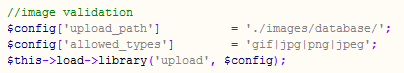 //image validation
$config['upload_path']          = './images/database/';
$config['allowed_types']        = 'gif|jpg|png|jpeg';
$this->load->library('upload', $config);